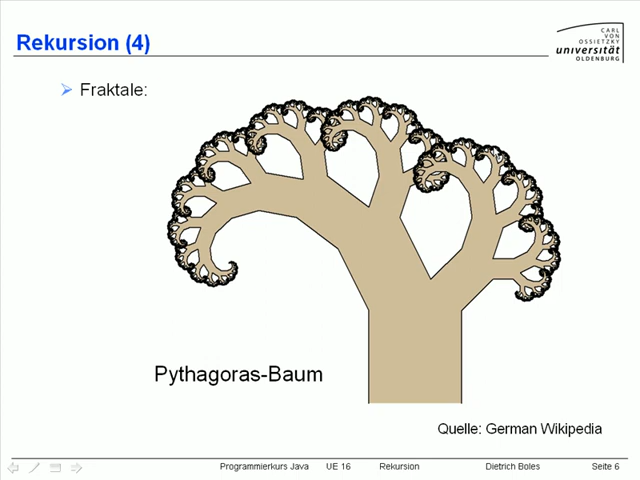 Rekursion (4)
CARL
VON
OSSIETZKY
universität
OLDENBURG
Fraktale:
Pythagoras-Baum
Quelle: German Wikipedia
Programmierkurs Java UE 16 Rekursion Dietrich Boles Seite 6